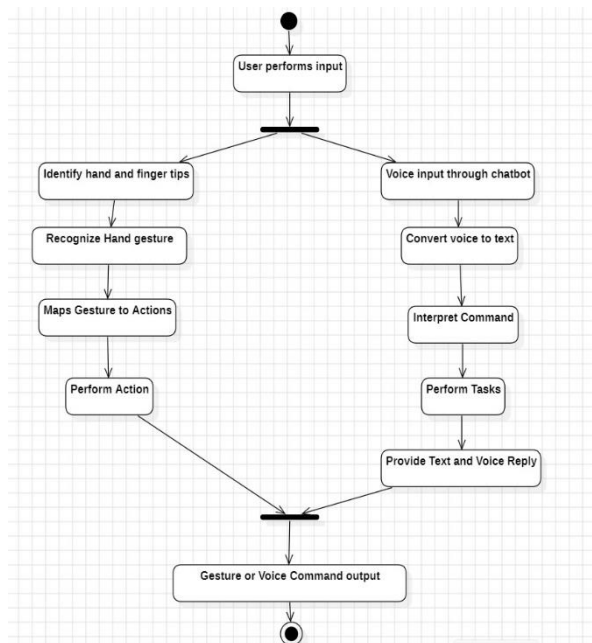 User performs input
Identify hand and finger tips
Voice input through chatbot
Recognize Hand gesture
Convert voice to text
Maps Gesture to Actions
Interpret Command
Perform Action
Perform Tasks
Provide Text and Voice Reply
Gesture or Voice Command output